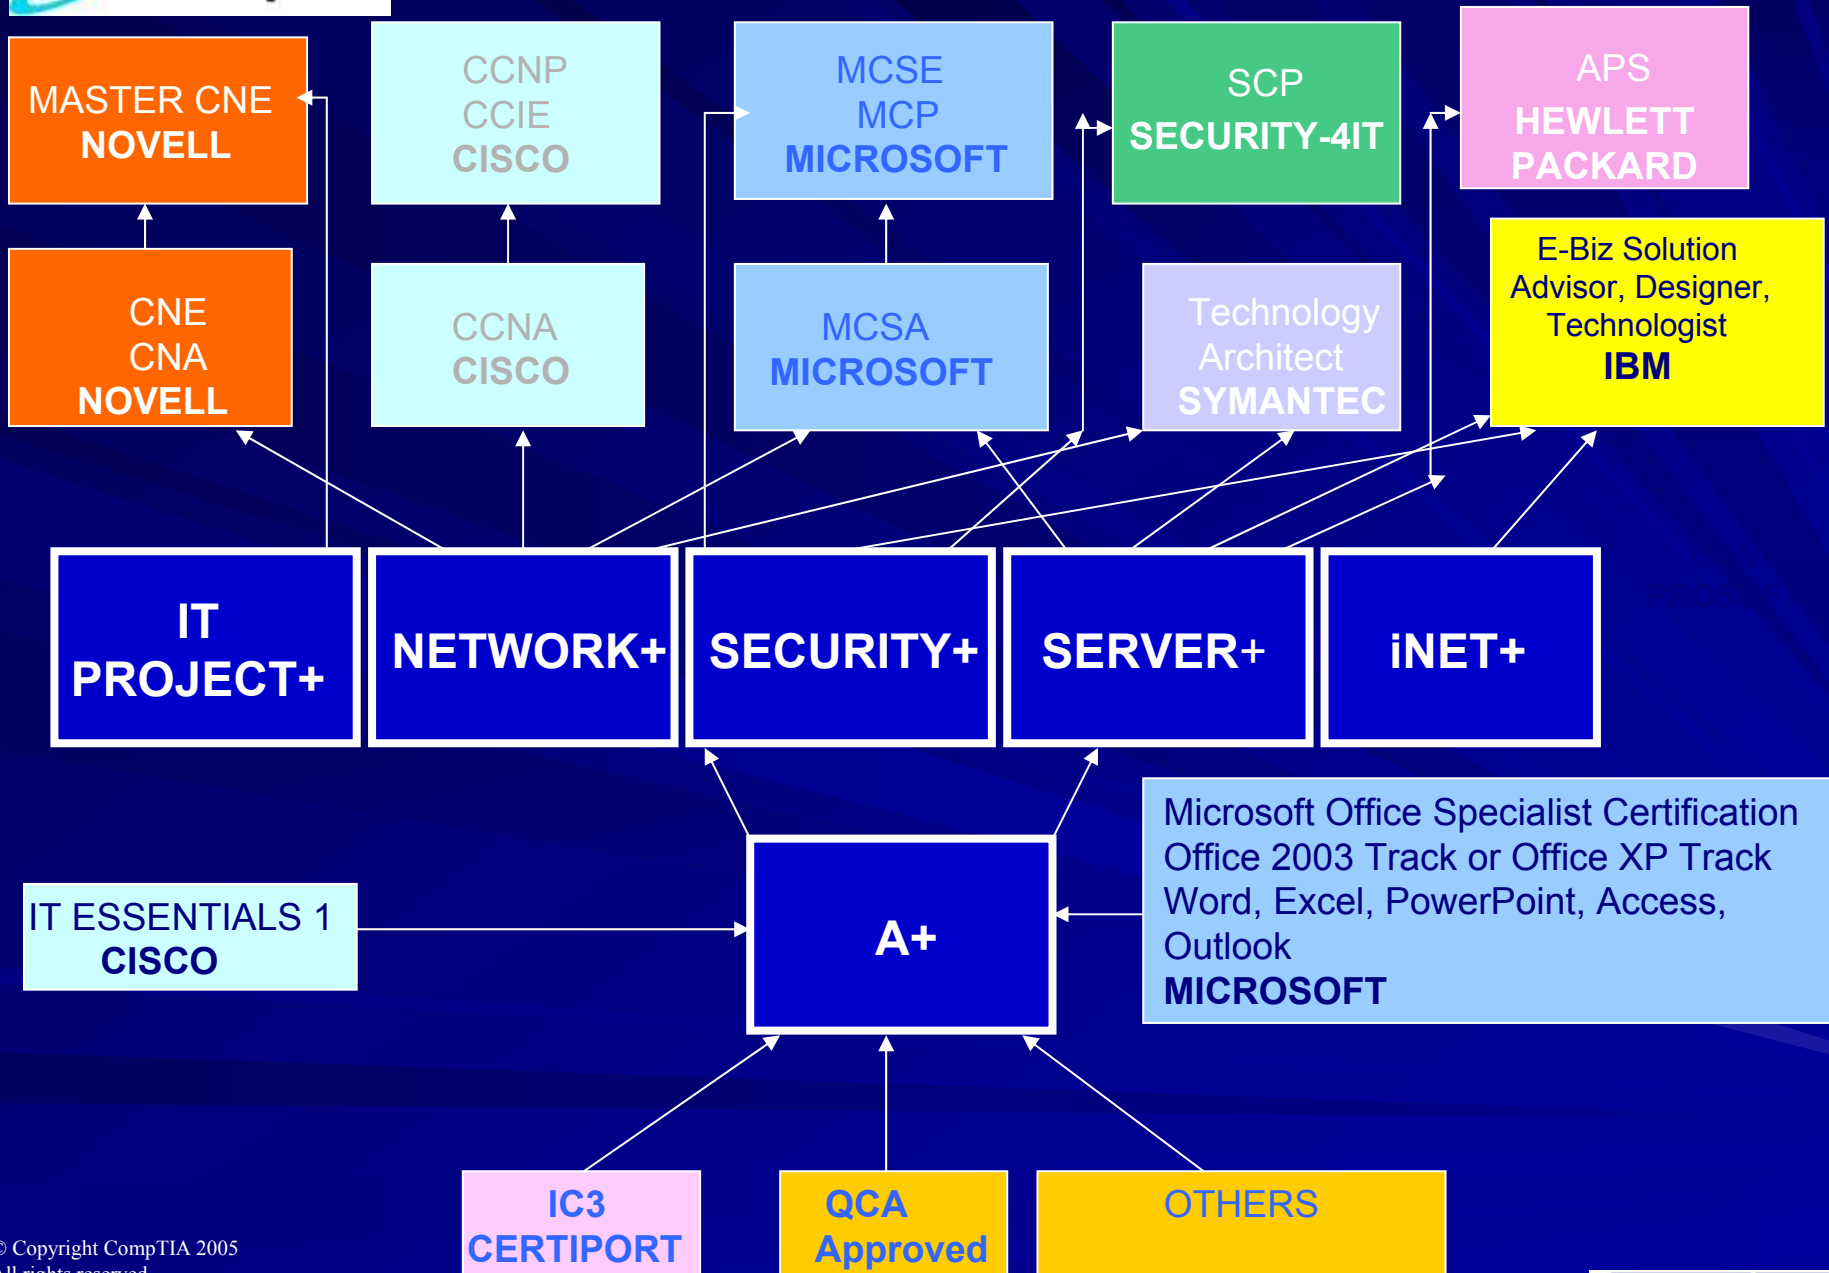 MASTER CNE
NOVELL
CCNP
CCIE
CISCO
MCSE
MCP
MICROSOFT
SCP
SECURITY-4IT
APS
HEWLETT
PACKARD
CNE
CNA
NOVELL
CCNA
CISCO
MCSA
MICROSOFT
Technology
Architect
SYMANTEC
E-Biz Solution
Advisor, Designer,
Technologist
IBM
IT
PROJECT+
NETWORK+
SECURITY+
SERVER+
iNET+
IT ESSENTIALS 1
CISCO
A+
Microsoft Office Specialist Certification
Office 2003 Track or Office XP Track
Word, Excel, PowerPoint, Access,
Outlook
MICROSOFT
IC3
CERTIPORT
QCA
Approved
OTHERS
© Copyright CompTIA 2005
All rights reserved